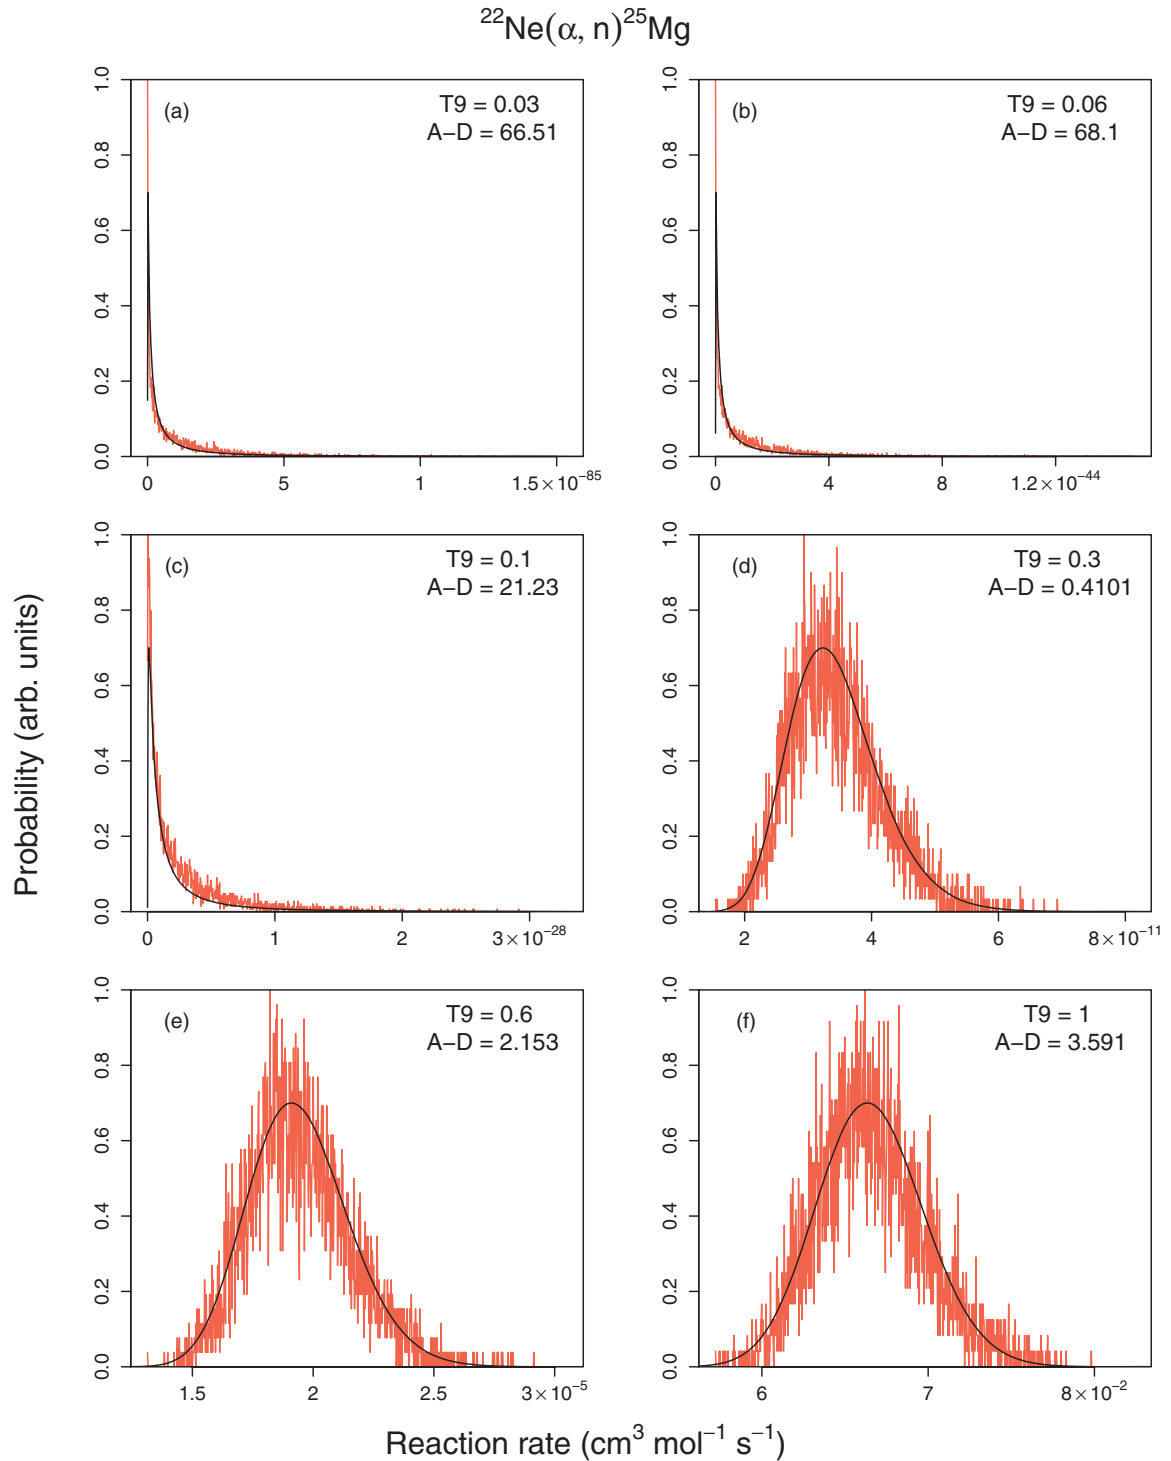 ²²Ne(α, n)²⁵Mg
(a)
T9 = 0.03
A−D = 66.51
0.0 0.2 0.4 0.6 0.8 1.0
0 5 1 1.5×10⁻⁸⁵
(b)
T9 = 0.06
A−D = 68.1
0.0 0.2 0.4 0.6 0.8 1.0
0 4 8 1.2×10⁻⁴⁴
(c)
T9 = 0.1
A−D = 21.23
0.0 0.2 0.4 0.6 0.8 1.0
0 1 2 3×10⁻²⁸
(d)
T9 = 0.3
A−D = 0.4101
0.0 0.2 0.4 0.6 0.8 1.0
2 4 6 8×10⁻¹¹
(e)
T9 = 0.6
A−D = 2.153
0.0 0.2 0.4 0.6 0.8 1.0
1.5 2 2.5 3×10⁻⁵
(f)
T9 = 1
A−D = 3.591
0.0 0.2 0.4 0.6 0.8 1.0
6 7 8×10⁻²
Probability (arb. units)
Reaction rate (cm³ mol⁻¹ s⁻¹)